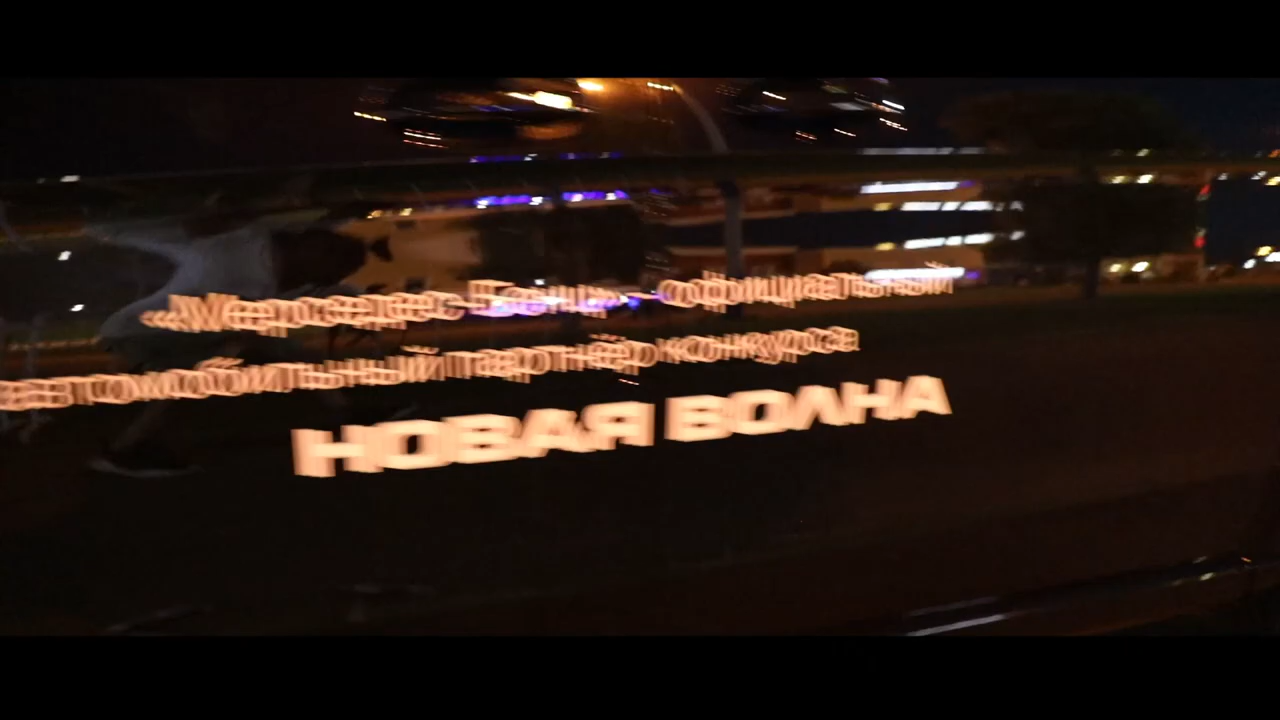 «Мерседес-Бенц» - официальный
автомобильный партнёр конкурса
НОВАЯ ВОЛНА